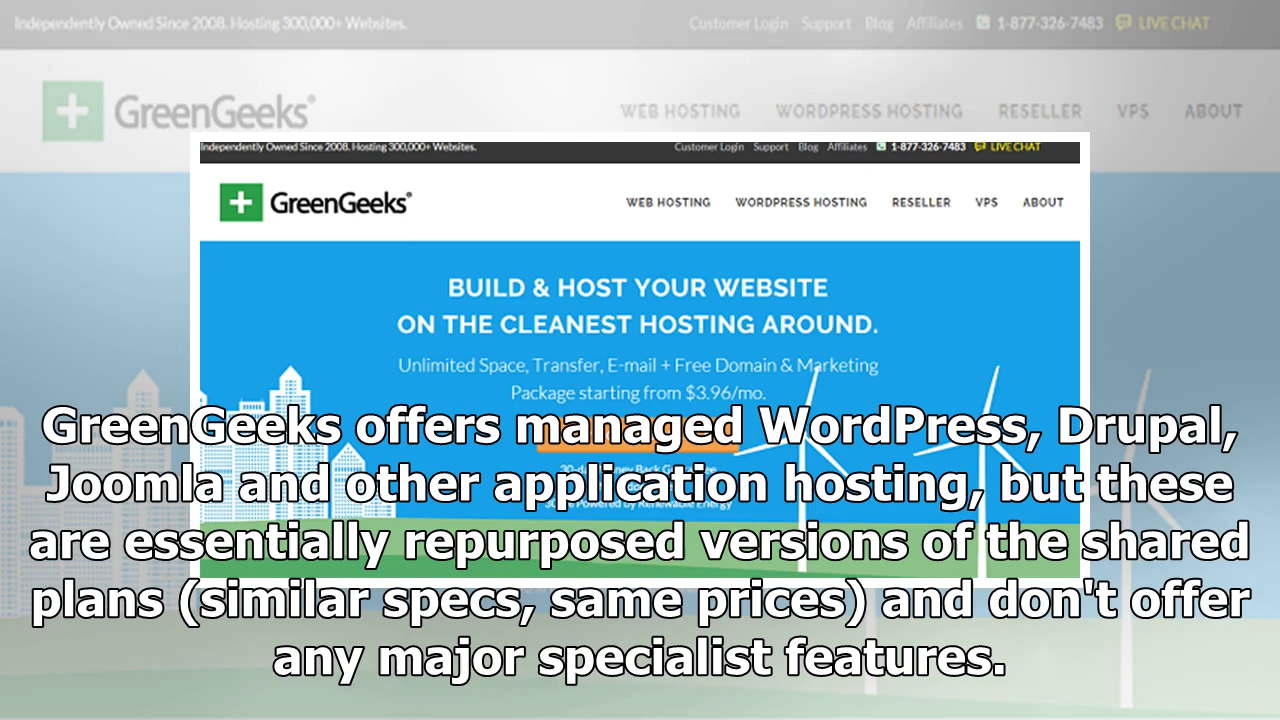 Independently Owned Since 2008. Hosting 300,000+ Websites. Customer Login Support Blog Affiliates 1-877-326-7483 LIVE CHAT
GreenGeeks® WEB HOSTING WORDPRESS HOSTING RESELLER VPS ABOUT
Independently Owned Since 2008. Hosting 300,000+ Websites. Customer Login Support Blog Affiliates 1-877-326-7483 LIVE CHAT
GreenGeeks® WEB HOSTING WORDPRESS HOSTING RESELLER VPS ABOUT
BUILD & HOST YOUR WEBSITE
ON THE CLEANEST HOSTING AROUND.
Unlimited Space, Transfer, E-mail + Free Domain & Marketing
Package starting from $3.96/mo.
GreenGeeks offers managed WordPress, Drupal,
Joomla and other application hosting, but these
are essentially repurposed versions of the shared
plans (similar specs, same prices) and don't offer
any major specialist features.